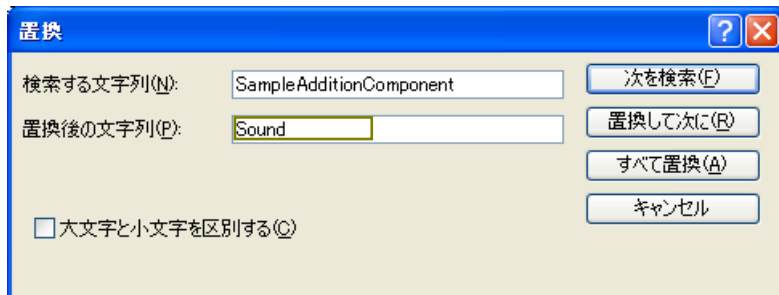 置換
検索する文字列(N):
SampleAdditionComponent
次を検索(F)
置換後の文字列(P):
Sound
置換して次に(R)
すべて置換(A)
キャンセル
大文字と小文字を区別する(C)